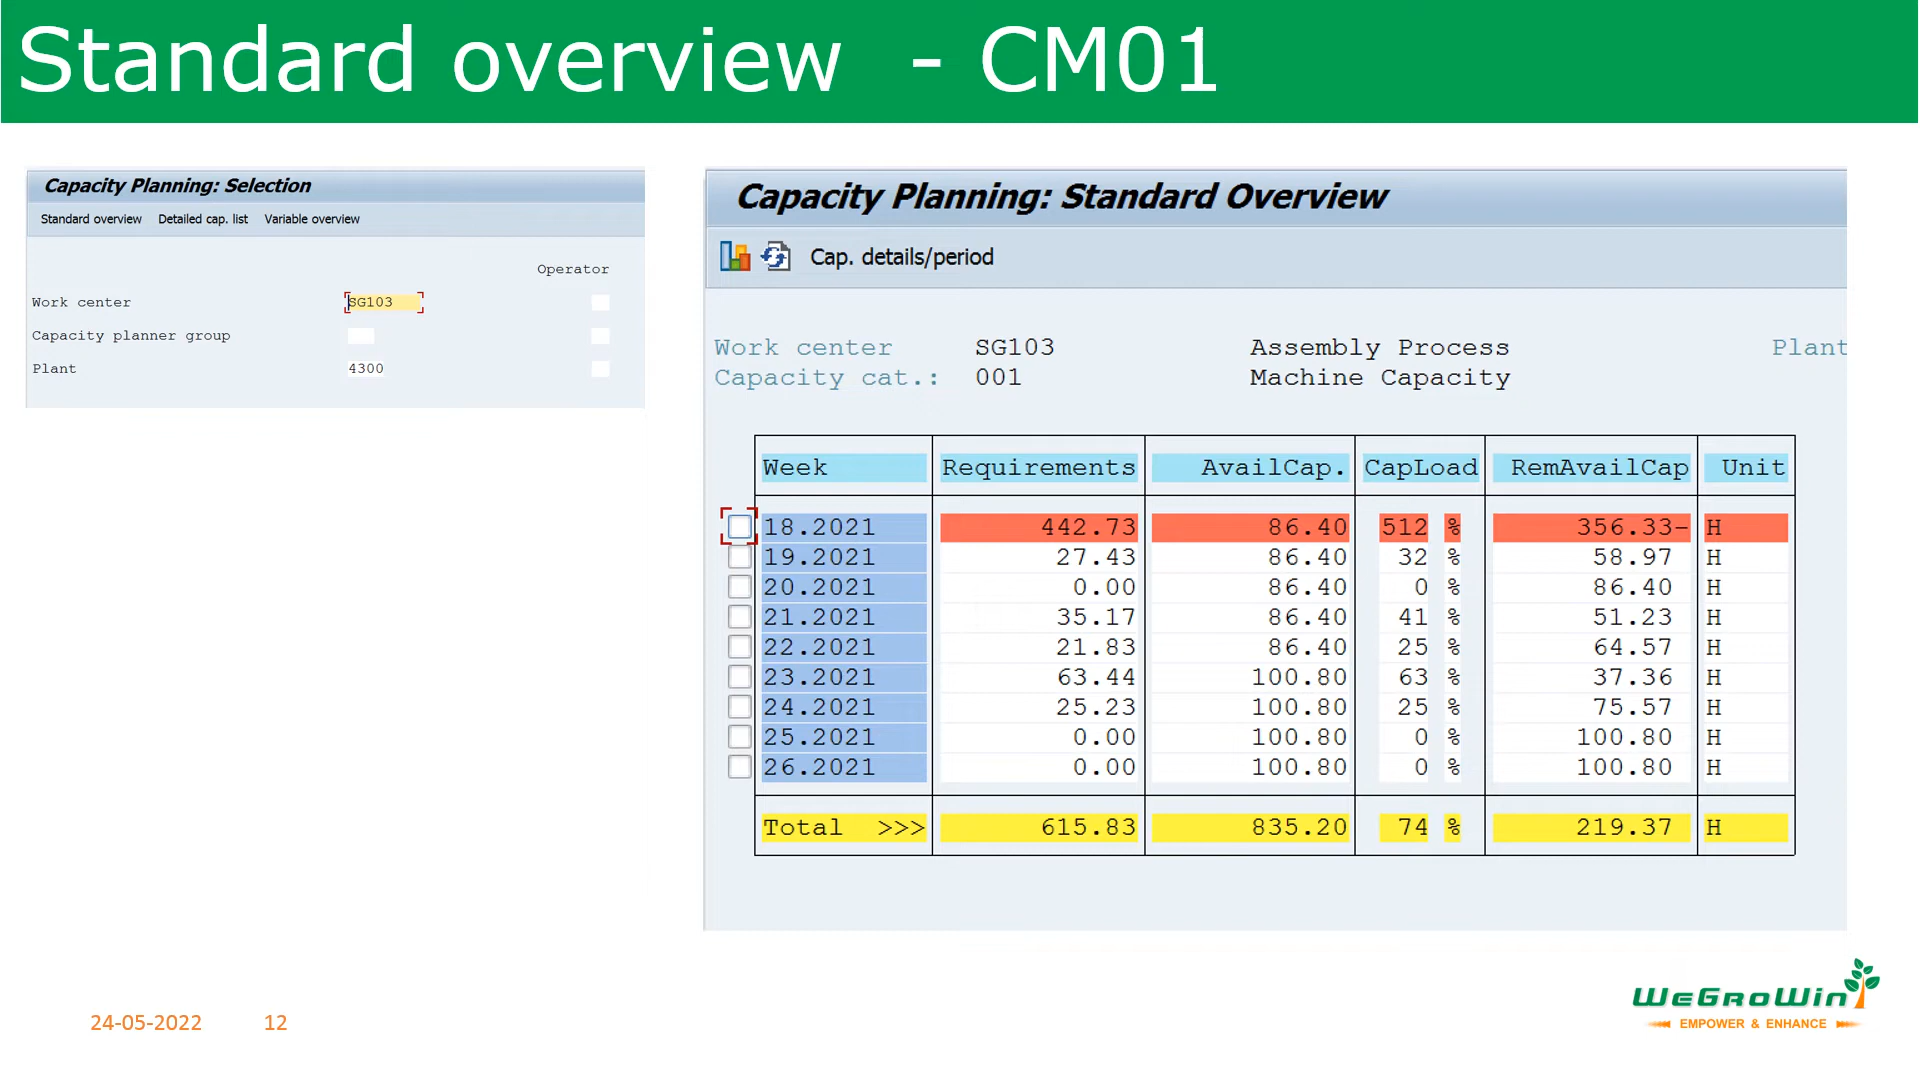 Standard overview - CM01
Capacity Planning: Selection
Standard overview Detailed cap. list Variable overview
Operator
Work center SG103
Capacity planner group
Plant 4300
Capacity Planning: Standard Overview
Cap. details/period
Work center SG103 Assembly Process Plant
Capacity cat.: 001 Machine Capacity
Week Requirements AvailCap. CapLoad RemAvailCap Unit
18.2021 442.73 86.40 512 % 356.33- H
19.2021 27.43 86.40 32 % 58.97 H
20.2021 0.00 86.40 0 % 86.40 H
21.2021 35.17 86.40 41 % 51.23 H
22.2021 21.83 86.40 25 % 64.57 H
23.2021 63.44 100.80 63 % 37.36 H
24.2021 25.23 100.80 25 % 75.57 H
25.2021 0.00 100.80 0 % 100.80 H
26.2021 0.00 100.80 0 % 100.80 H
Total >>> 615.83 835.20 74 % 219.37 H
WeGroWin
EMPOWER & ENHANCE
24-05-2022 12